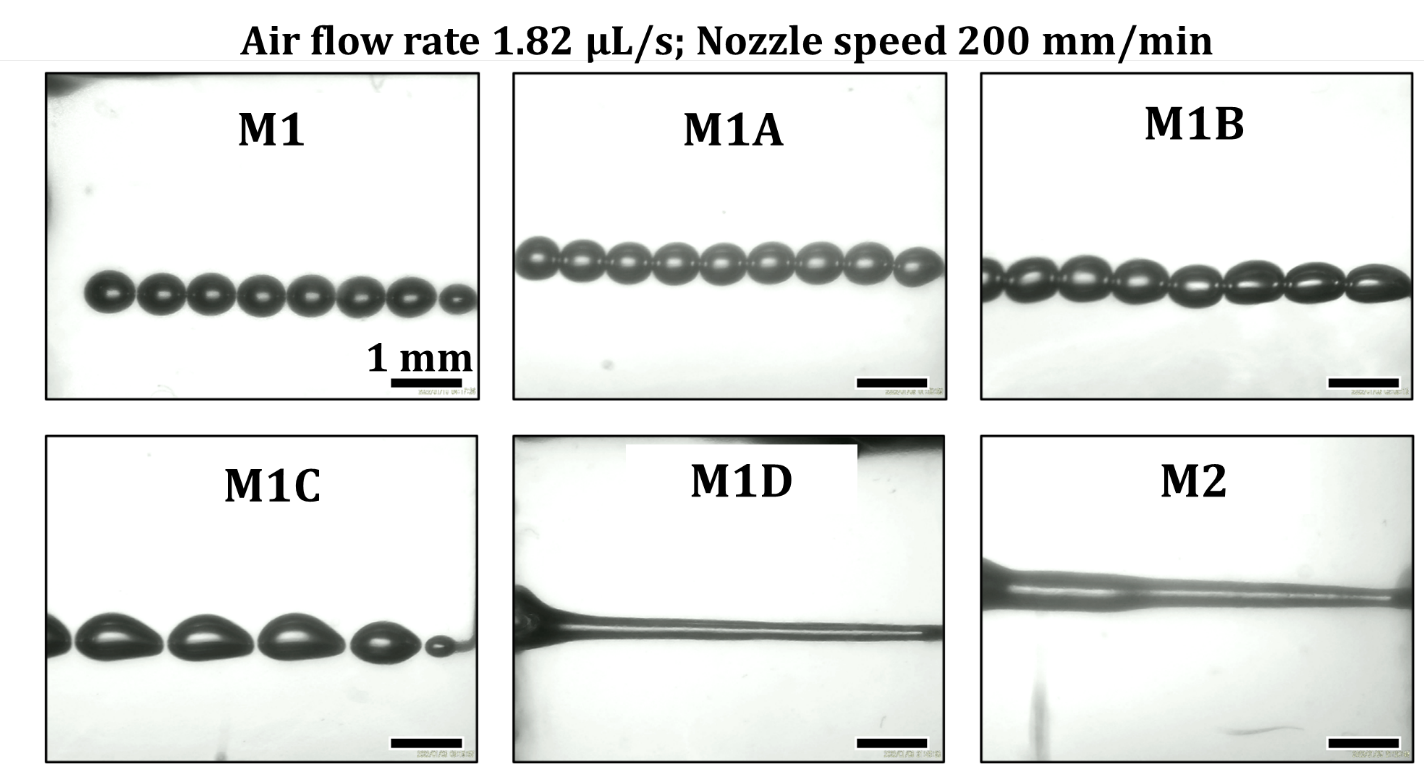 Air flow rate 1.82 μL/s; Nozzle speed 200 mm/min
M1
M1A
M1B
1 mm
M1C
M1D
M2